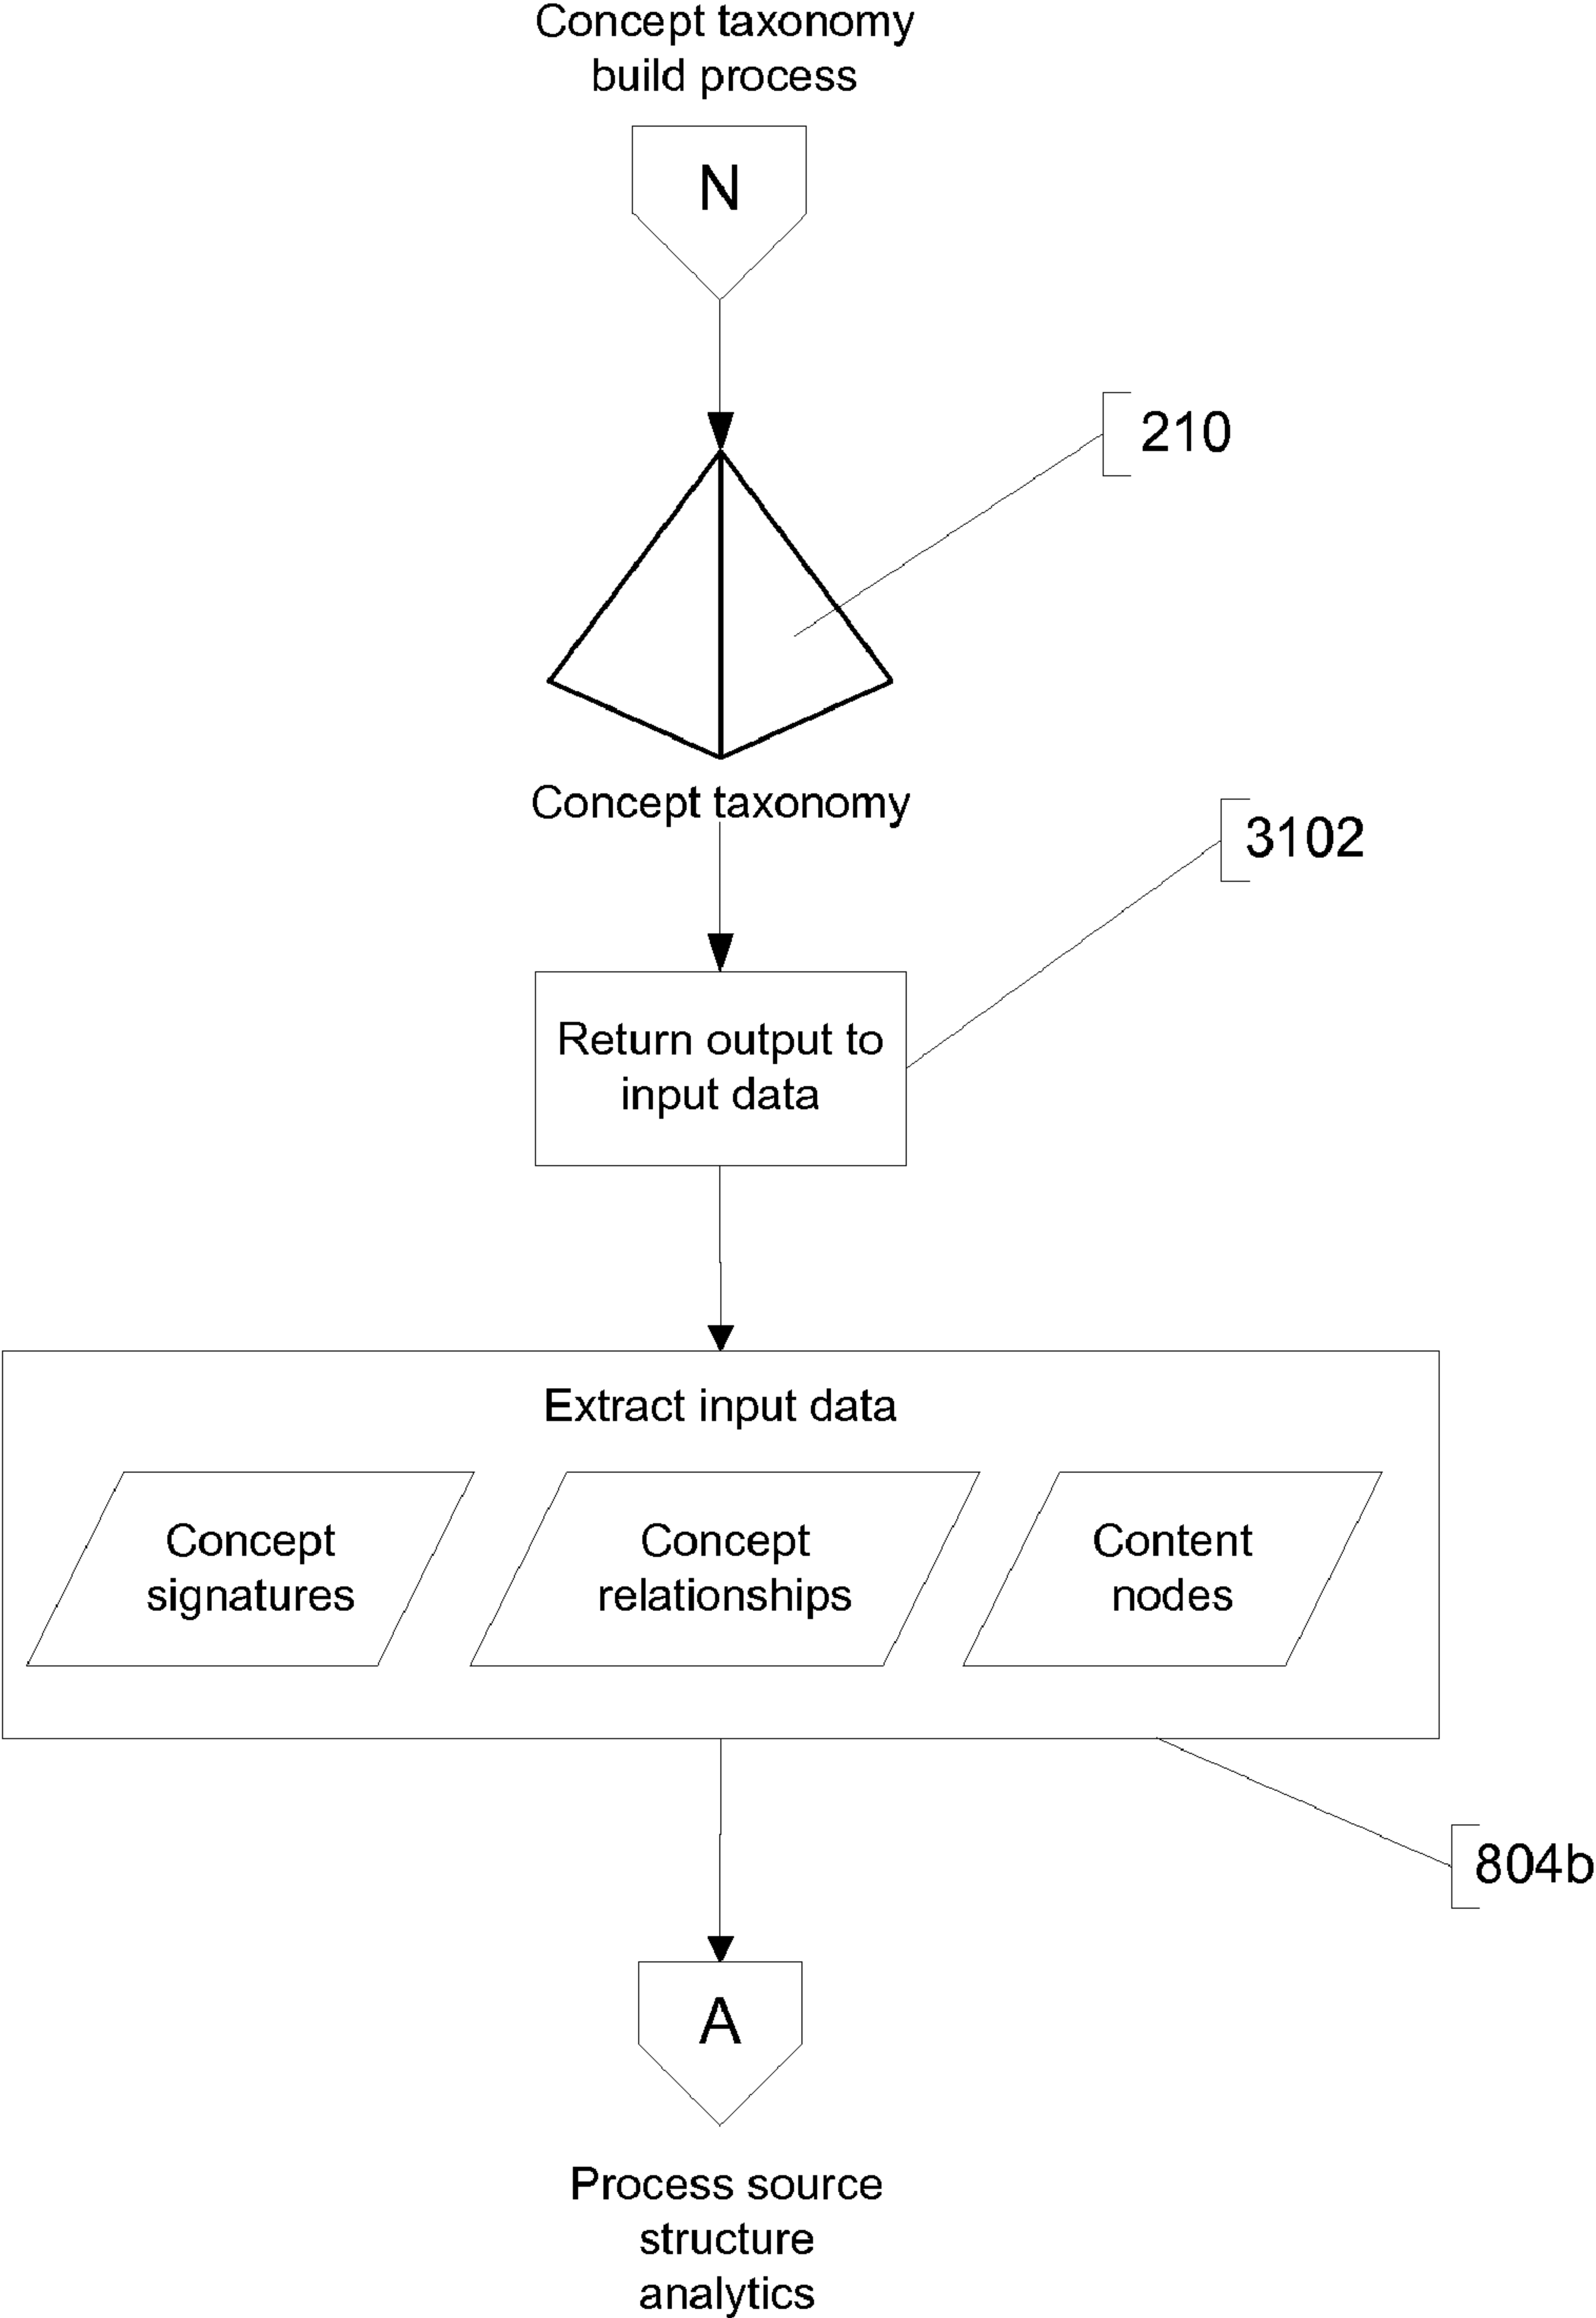 Concept taxonomy
build process
N
210
Concept taxonomy
3102
Return output to
input data
Extract input data
Concept
signatures
Concept
relationships
Content
nodes
804b
A
Process source
structure
analytics